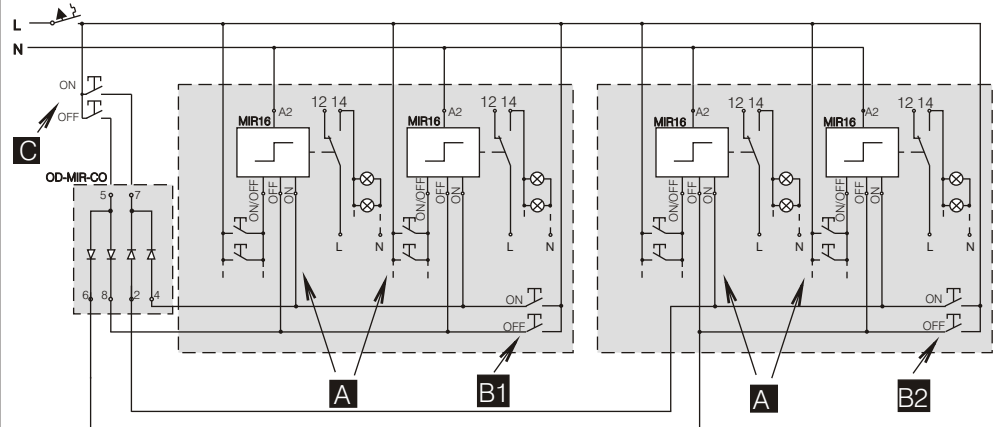 L
N
ON
OFF
C
OD-MIR-CO
5 7
6 8 2 4
A2 12 14
MIR16
ON/OFF
OFF
ON
L N
A2 12 14
MIR16
ON/OFF
OFF
ON
L N
ON
OFF
A
B1
A2 12 14
MIR16
ON/OFF
OFF
ON
L N
A2 12 14
MIR16
ON/OFF
OFF
ON
L N
ON
OFF
A
B2